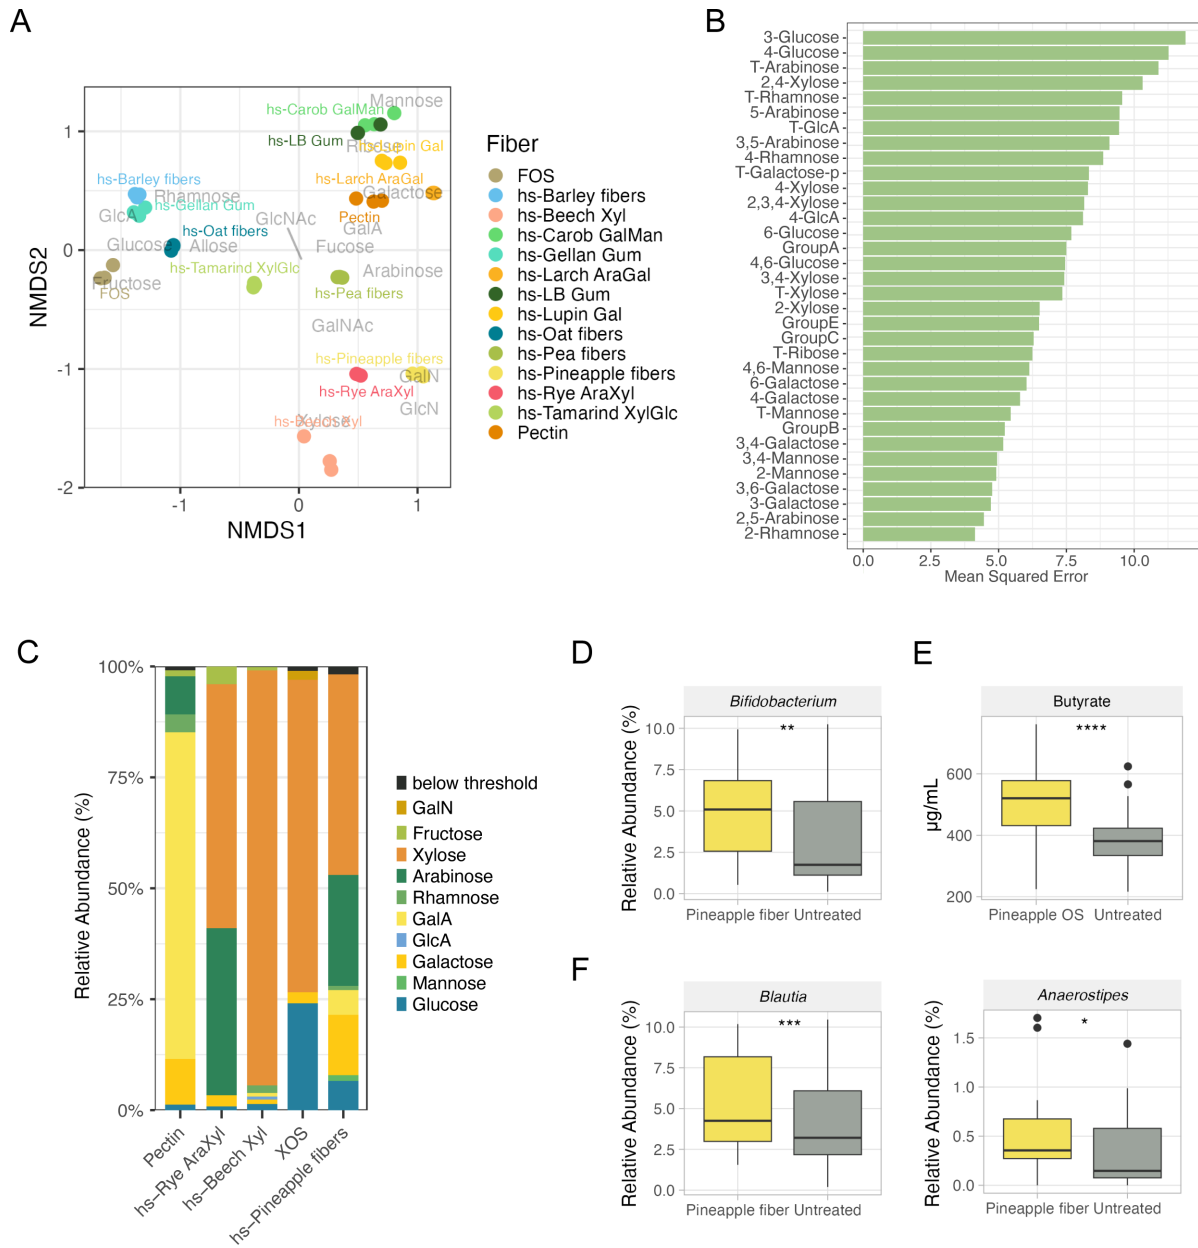 A
B
3-Glucose
4-Glucose
T-Arabinose
2,4-Xylose
T-Rhamnose
5-Arabinose
T-GlcA
3,5-Arabinose
4-Rhamnose
T-Galactose-p
4-Xylose
2,3,4-Xylose
4-GlcA
6-Glucose
GroupA
4,6-Glucose
3,4-Xylose
T-Xylose
2-Xylose
GroupE
GroupC
T-Ribose
4,6-Mannose
6-Galactose
4-Galactose
T-Mannose
GroupB
3,4-Galactose
3,4-Mannose
2-Mannose
3,6-Galactose
3-Galactose
2,5-Arabinose
2-Rhamnose
0.0 2.5 5.0 7.5 10.0
Mean Squared Error
Mannose
hs-Carob GalMan
hs-LB Gum
Ribose
hs-Lupin Gal
hs-Barley fibers
hs-Larch AraGal
Rhamnose
Galactose
hs-Gellan Gum
GlcA
GlcNAc
Pectin
GalA
hs-Oat fibers
Glucose
Allose
Fucose
hs-Tamarind XylGlc
Arabinose
Fructose
FOS
hs-Pea fibers
GalNAc
hs-Pineapple fibers
GalN
hs-Rye AraXyl
GlcN
hs-Beech Xyl
Xylose
1
0
-1
-2
NMDS2
-1 0 1
NMDS1
Fiber
FOS
hs-Barley fibers
hs-Beech Xyl
hs-Carob GalMan
hs-Gellan Gum
hs-Larch AraGal
hs-LB Gum
hs-Lupin Gal
hs-Oat fibers
hs-Pea fibers
hs-Pineapple fibers
hs-Rye AraXyl
hs-Tamarind XylGlc
Pectin
C
100%
75%
50%
25%
0%
Relative Abundance (%)
Pectin
hs-Rye AraXyl
hs-Beech Xyl
XOS
hs-Pineapple fibers
below threshold
GalN
Fructose
Xylose
Arabinose
Rhamnose
GalA
GlcA
Galactose
Mannose
Glucose
D
Bifidobacterium
**
10.0
7.5
5.0
2.5
0.0
Relative Abundance (%)
Pineapple fiber Untreated
E
Butyrate
****
600
400
200
µg/mL
Pineapple OS Untreated
F
Blautia
***
10.0
7.5
5.0
2.5
0.0
Relative Abundance (%)
Pineapple fiber Untreated
Anaerostipes
*
1.5
1.0
0.5
0.0
Relative Abundance (%)
Pineapple fiber Untreated